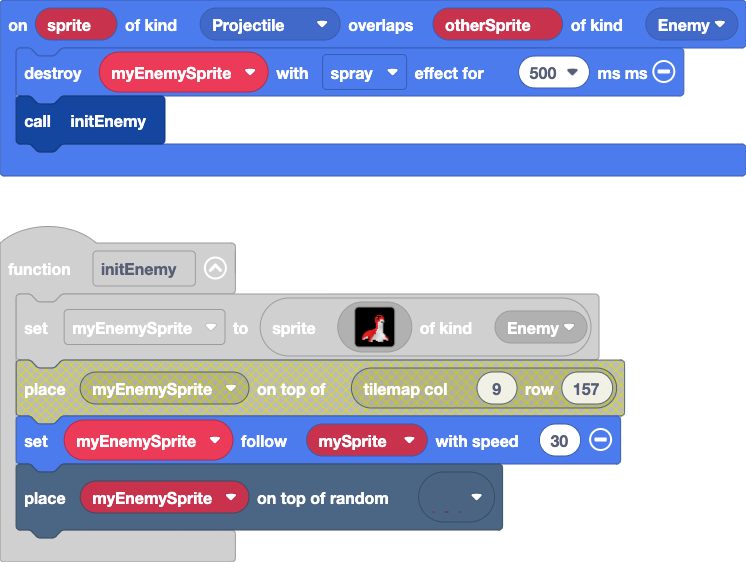 on sprite of kind Projectile overlaps otherSprite of kind Enemy
destroy myEnemySprite with spray effect for 500 ms ms
call initEnemy
function initEnemy
set myEnemySprite to sprite of kind Enemy
place myEnemySprite on top of tilemap col 9 row 157
set myEnemySprite follow mySprite with speed 30
place myEnemySprite on top of random